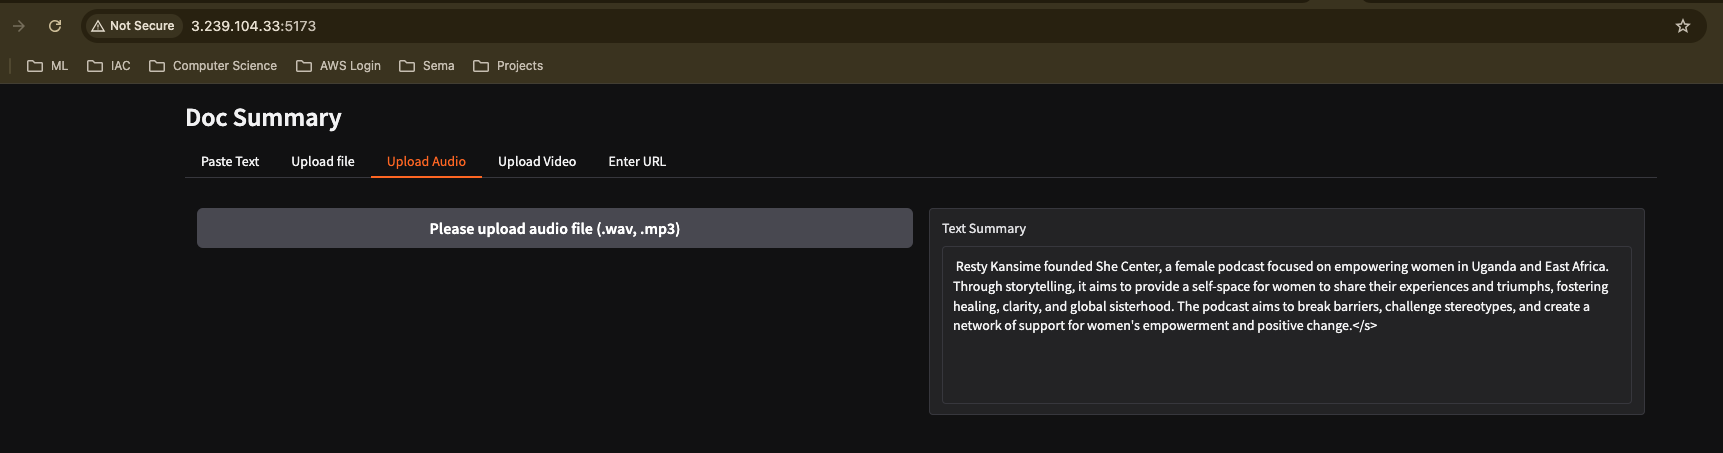 Not Secure 3.239.104.33:5173
ML IAC Computer Science AWS Login Sema Projects
Doc Summary
Paste Text Upload file Upload Audio Upload Video Enter URL
Please upload audio file (.wav, .mp3)
Text Summary
Resty Kansime founded She Center, a female podcast focused on empowering women in Uganda and East Africa.
Through storytelling, it aims to provide a self-space for women to share their experiences and triumphs, fostering
healing, clarity, and global sisterhood. The podcast aims to break barriers, challenge stereotypes, and create a
network of support for women's empowerment and positive change.</s>